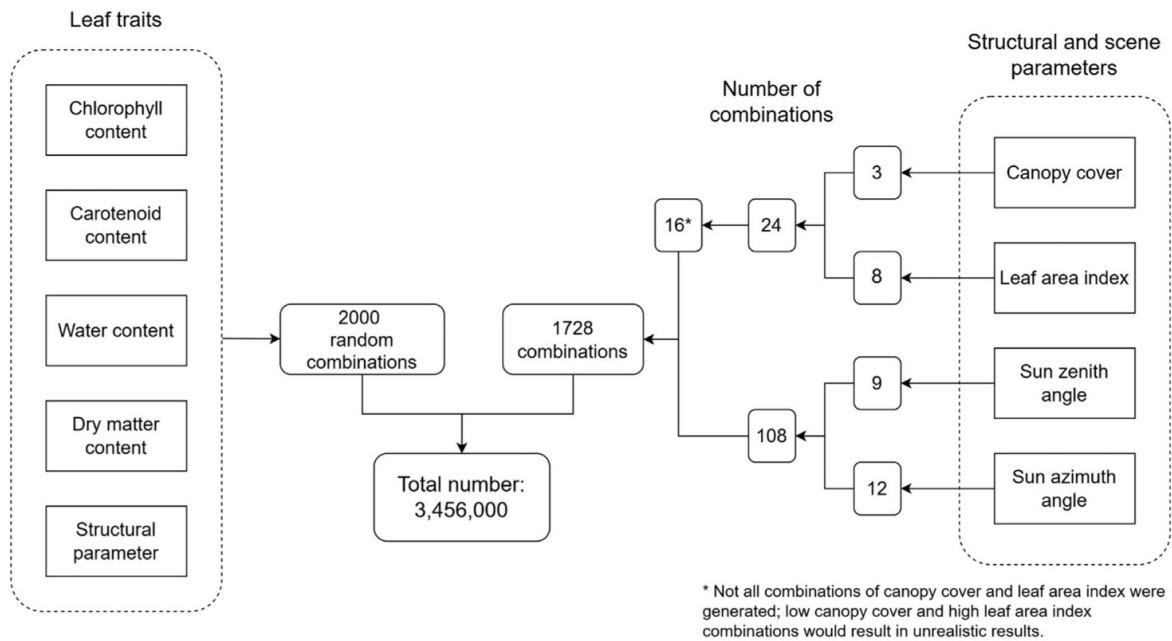 Leaf traits
Chlorophyll
content
Carotenoid
content
Water content
Dry matter
content
Structural
parameter
2000
random
combinations
1728
combinations
Total number:
3,456,000
Number of
combinations
16*
24
3
8
108
9
12
Structural and scene
parameters
Canopy cover
Leaf area index
Sun zenith
angle
Sun azimuth
angle
* Not all combinations of canopy cover and leaf area index were
generated; low canopy cover and high leaf area index
combinations would result in unrealistic results.